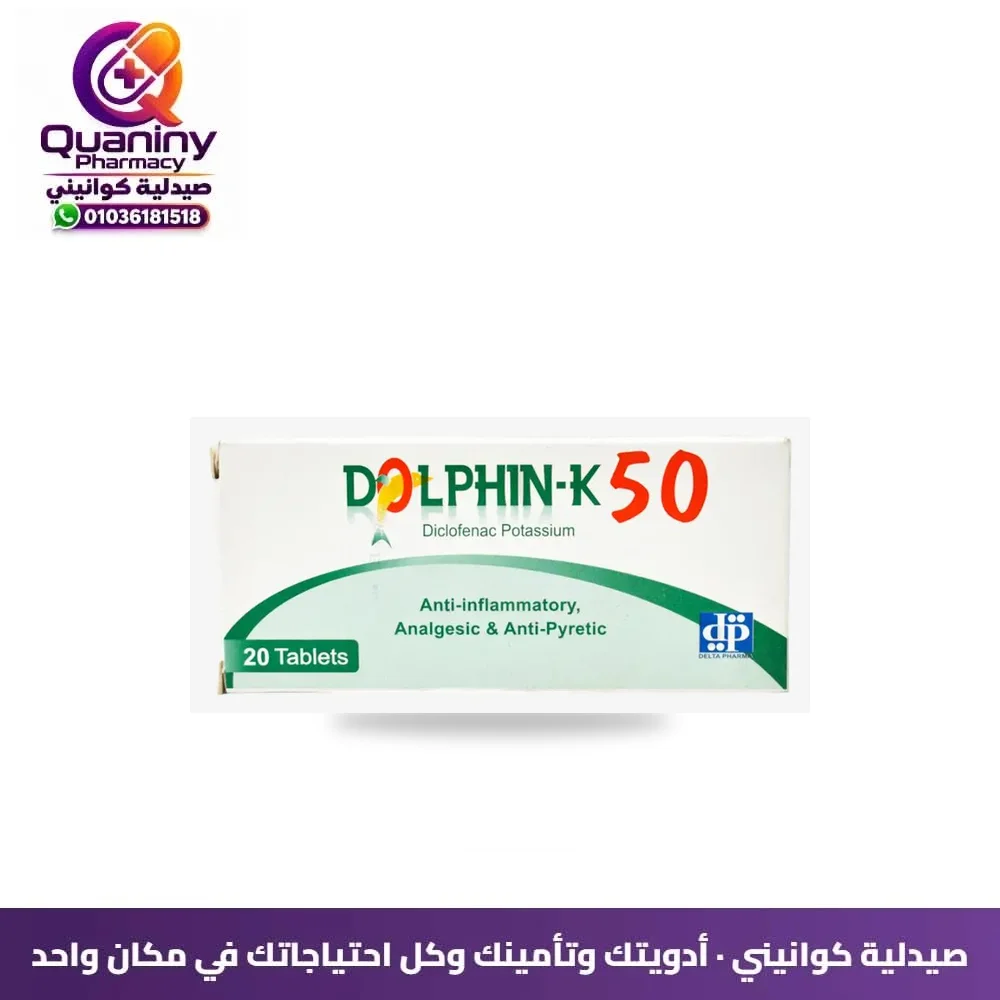 Quaniny
Pharmacy
صيدلية كوانيني
01036181518
DOLPHIN-K 50
Diclofenac Potassium
Anti-inflammatory,
Analgesic & Anti-Pyretic
20 Tablets
dp
DELTA PHARMA
صيدلية كوانيني · أدويتك وتأمينك وكل احتياجاتك في مكان واحد